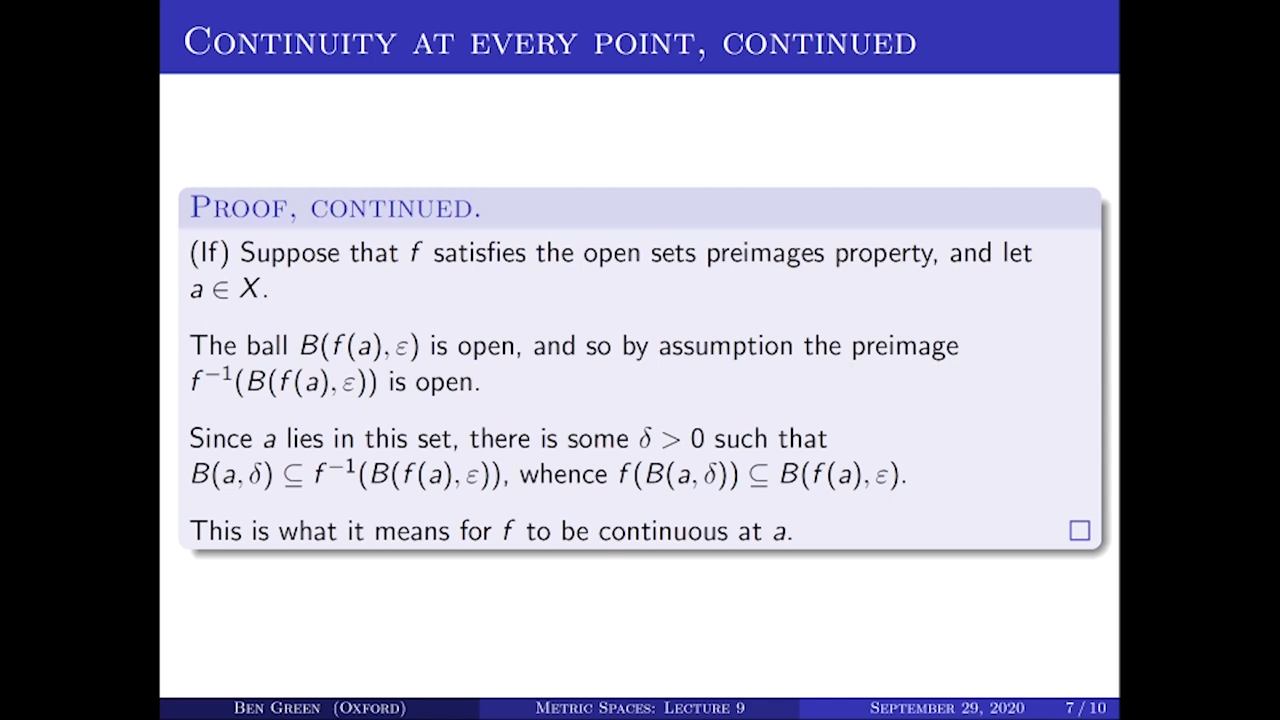 Continuity at every point, continued
Proof, continued.
(If) Suppose that f satisfies the open sets preimages property, and let
a ∈ X.
The ball B(f(a), ε) is open, and so by assumption the preimage
f⁻¹(B(f(a), ε)) is open.
Since a lies in this set, there is some δ > 0 such that
B(a, δ) ⊆ f⁻¹(B(f(a), ε)), whence f(B(a, δ)) ⊆ B(f(a), ε).
This is what it means for f to be continuous at a. □
Ben Green (Oxford) Metric Spaces: Lecture 9 September 29, 2020 7 / 10